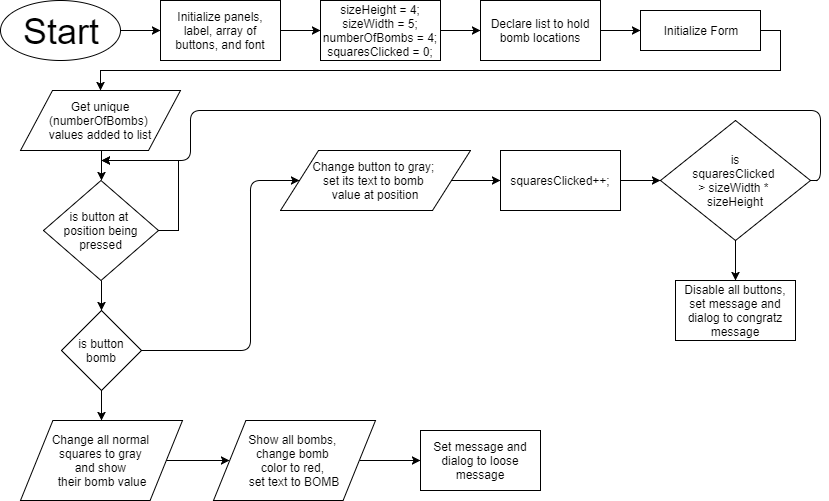 Start
Initialize panels,
label, array of
buttons, and font
sizeHeight = 4;
sizeWidth = 5;
numberOfBombs = 4;
squaresClicked = 0;
Declare list to hold
bomb locations
Initialize Form
Get unique
(numberOfBombs)
values added to list
Change button to gray;
set its text to bomb
value at position
squaresClicked++;
is
squaresClicked
> sizeWidth *
sizeHeight
is button at
position being
pressed
Disable all buttons,
set message and
dialog to congratz
message
is button
bomb
Change all normal
squares to gray
and show
their bomb value
Show all bombs,
change bomb
color to red,
set text to BOMB
Set message and
dialog to loose
message